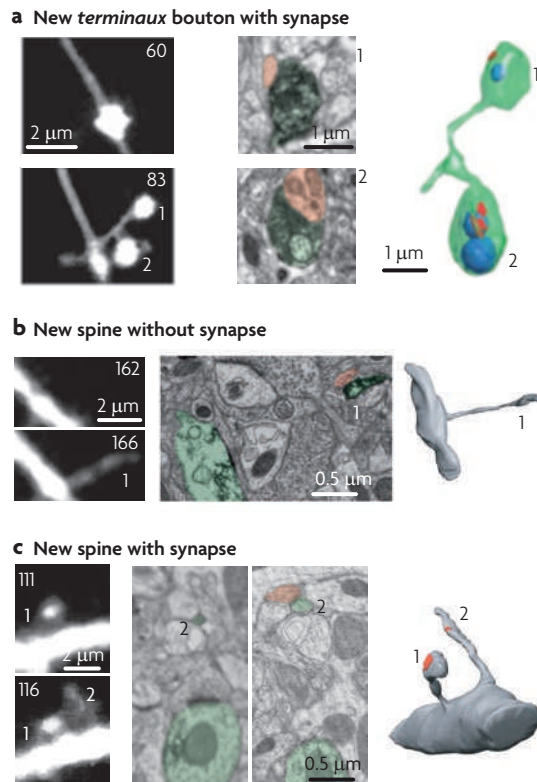 a New terminaux bouton with synapse
60
2 µm
1
1 µm
1
83
1
2
2
1 µm
2
b New spine without synapse
162
2 µm
166
1
1
0.5 µm
1
c New spine with synapse
111
1
2 µm
116
2
1
2
2
0.5 µm
2
1